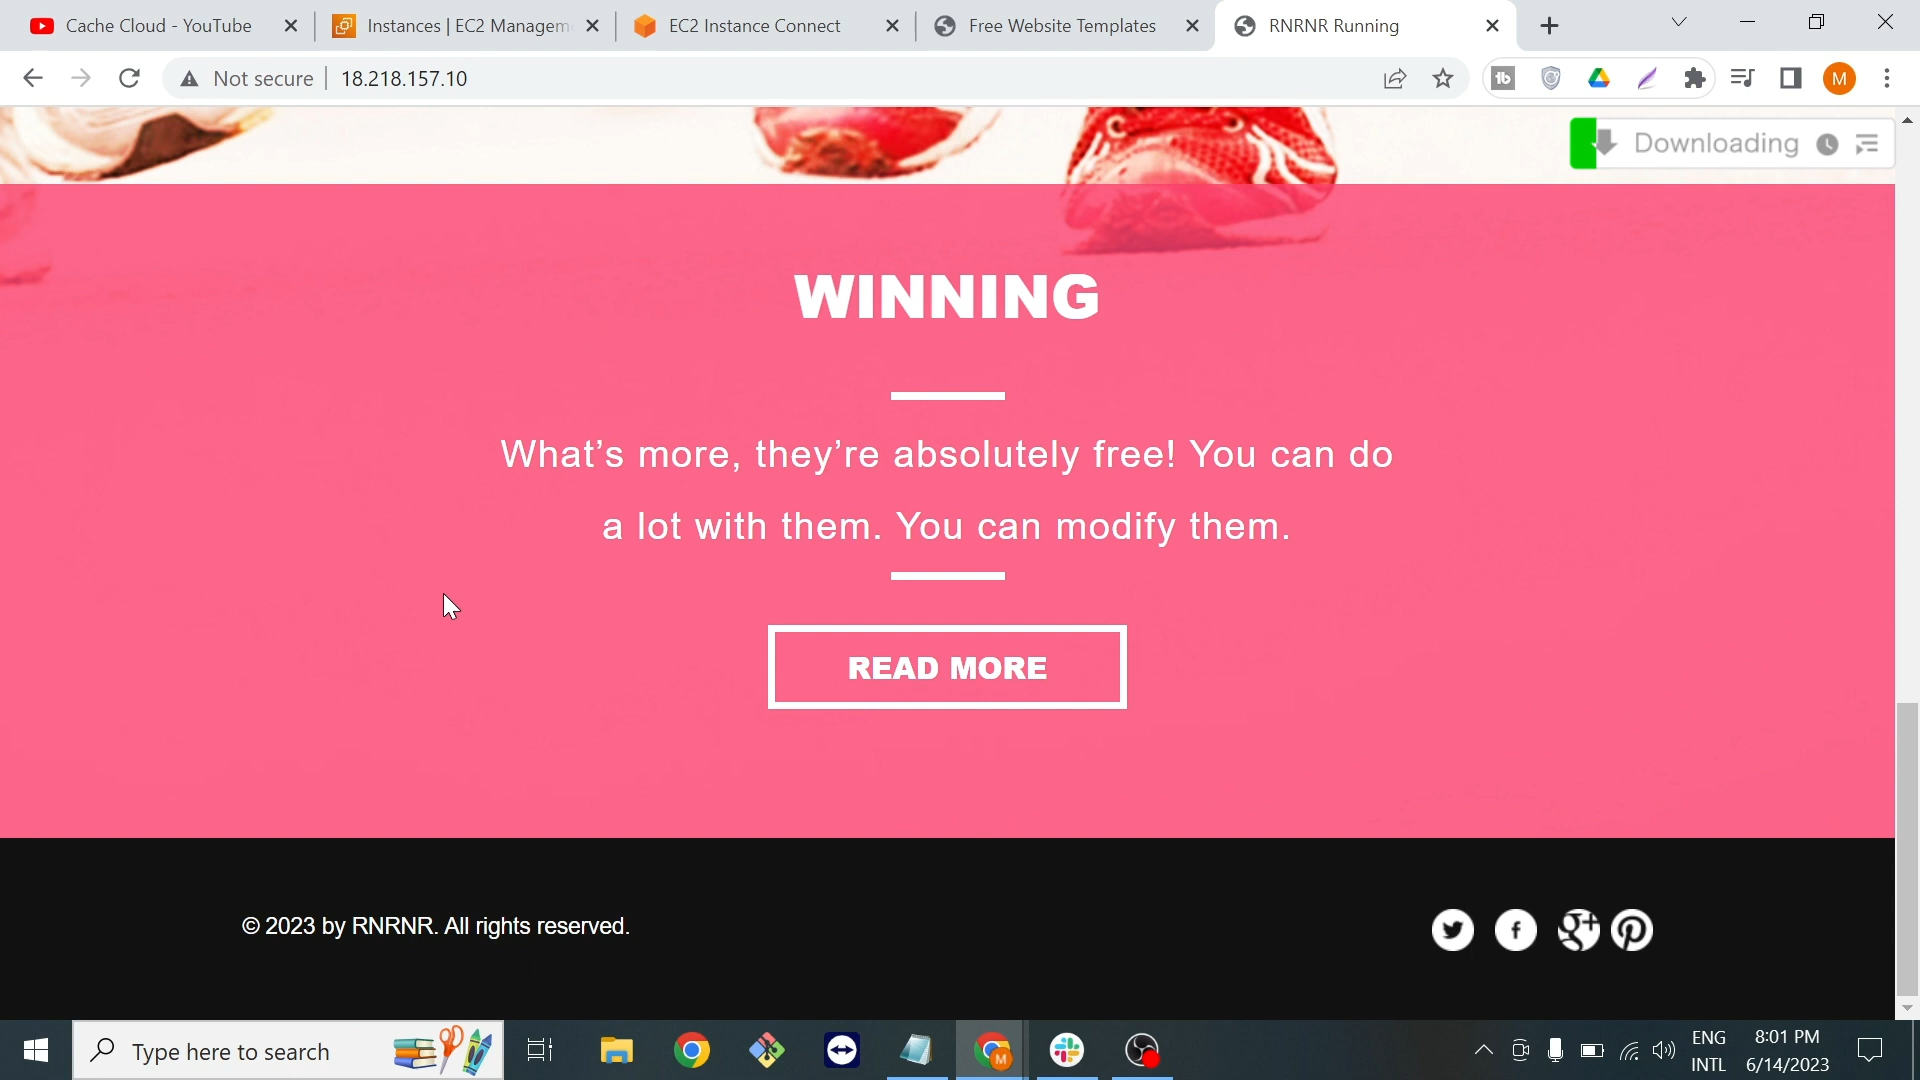 Cache Cloud - YouTube
Instances | EC2 Managem
EC2 Instance Connect
Free Website Templates
RNRNR Running
Not secure
18.218.157.10
tb
M
Downloading
WINNING
What’s more, they’re absolutely free! You can do
a lot with them. You can modify them.
READ MORE
© 2023 by RNRNR. All rights reserved.
Type here to search
M
ENG
INTL
8:01 PM
6/14/2023